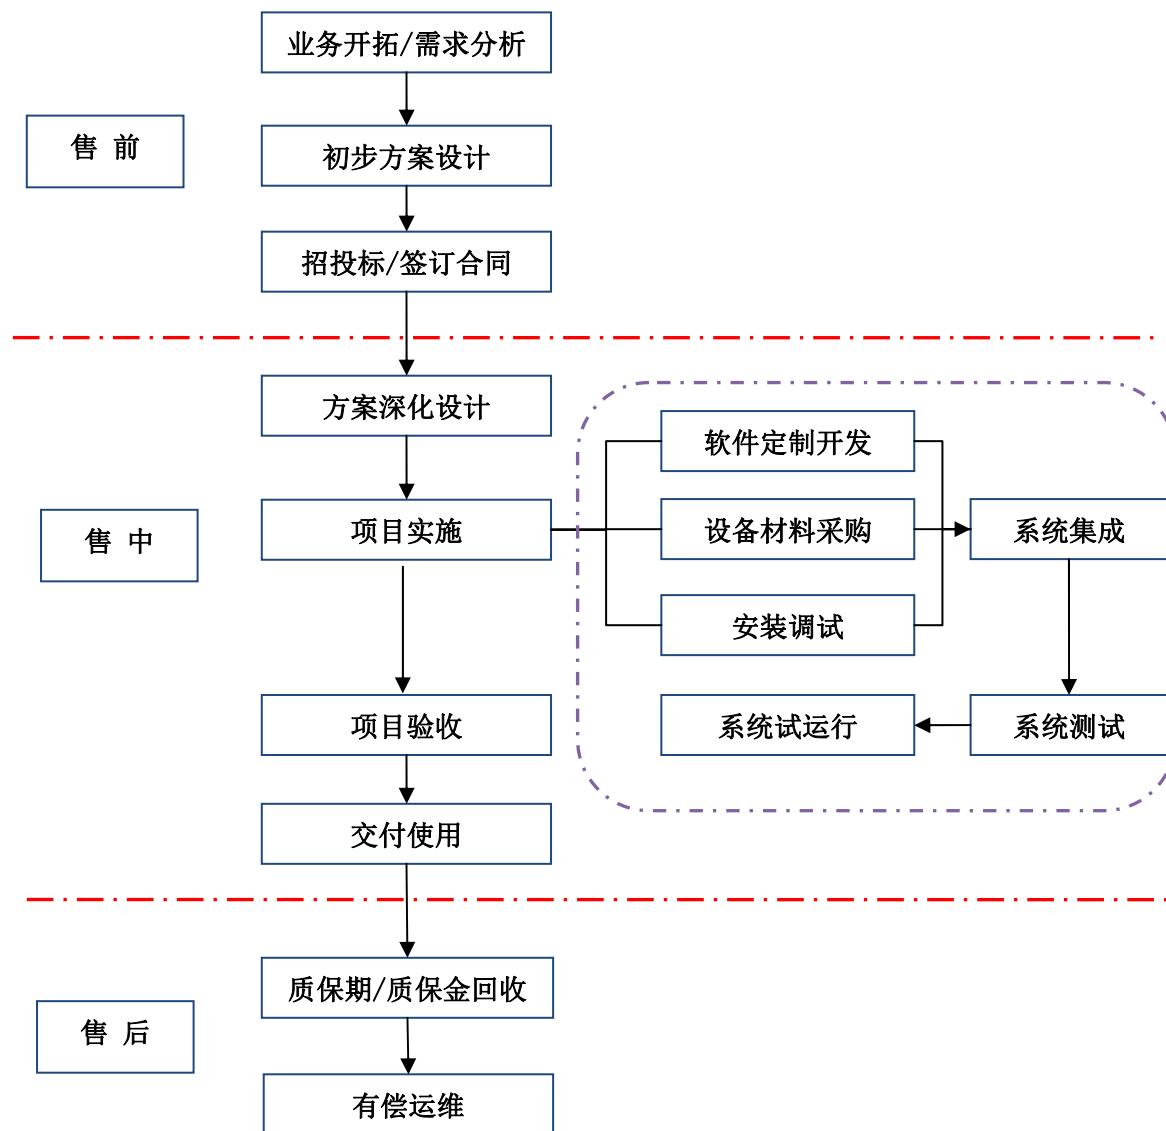 业务开拓/需求分析
售 前
初步方案设计
招投标/签订合同
方案深化设计
软件定制开发
售 中
项目实施
设备材料采购
系统集成
安装调试
项目验收
系统试运行
系统测试
交付使用
质保期/质保金回收
售 后
有偿运维